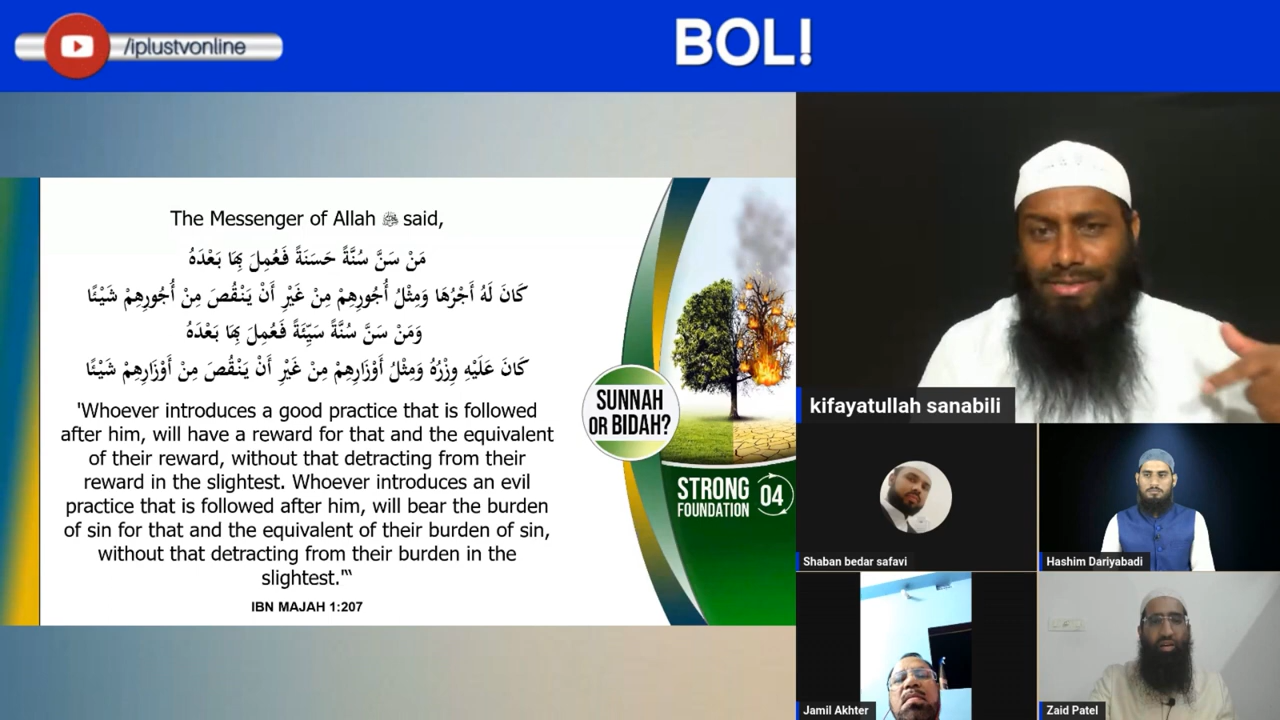 /iplustvonline
BOL!
The Messenger of Allah ﷺ said,
مَنْ سَنَّ سُنَّةً حَسَنَةً فَعُمِلَ بِهَا بَعْدَهُ
كَانَ لَهُ أَجْرُهَا وَمِثْلُ أُجُورِهِمْ مِنْ غَيْرِ أَنْ يَنْقُصَ مِنْ أُجُورِهِمْ شَيْئًا
وَمَنْ سَنَّ سُنَّةً سَيِّئَةً فَعُمِلَ بِهَا بَعْدَهُ
كَانَ عَلَيْهِ وِزْرُهُ وَمِثْلُ أَوْزَارِهِمْ مِنْ غَيْرِ أَنْ يَنْقُصَ مِنْ أَوْزَارِهِمْ شَيْئًا
'Whoever introduces a good practice that is followed
after him, will have a reward for that and the equivalent
of their reward, without that detracting from their
reward in the slightest. Whoever introduces an evil
practice that is followed after him, will bear the burden
of sin for that and the equivalent of their burden of sin,
without that detracting from their burden in the
slightest.'"
IBN MAJAH 1:207
SUNNAH
OR BIDAH?
STRONG
FOUNDATION
04
kifayatullah sanabili
Shaban bedar safavi
Hashim Dariyabadi
Jamil Akhter
Zaid Patel